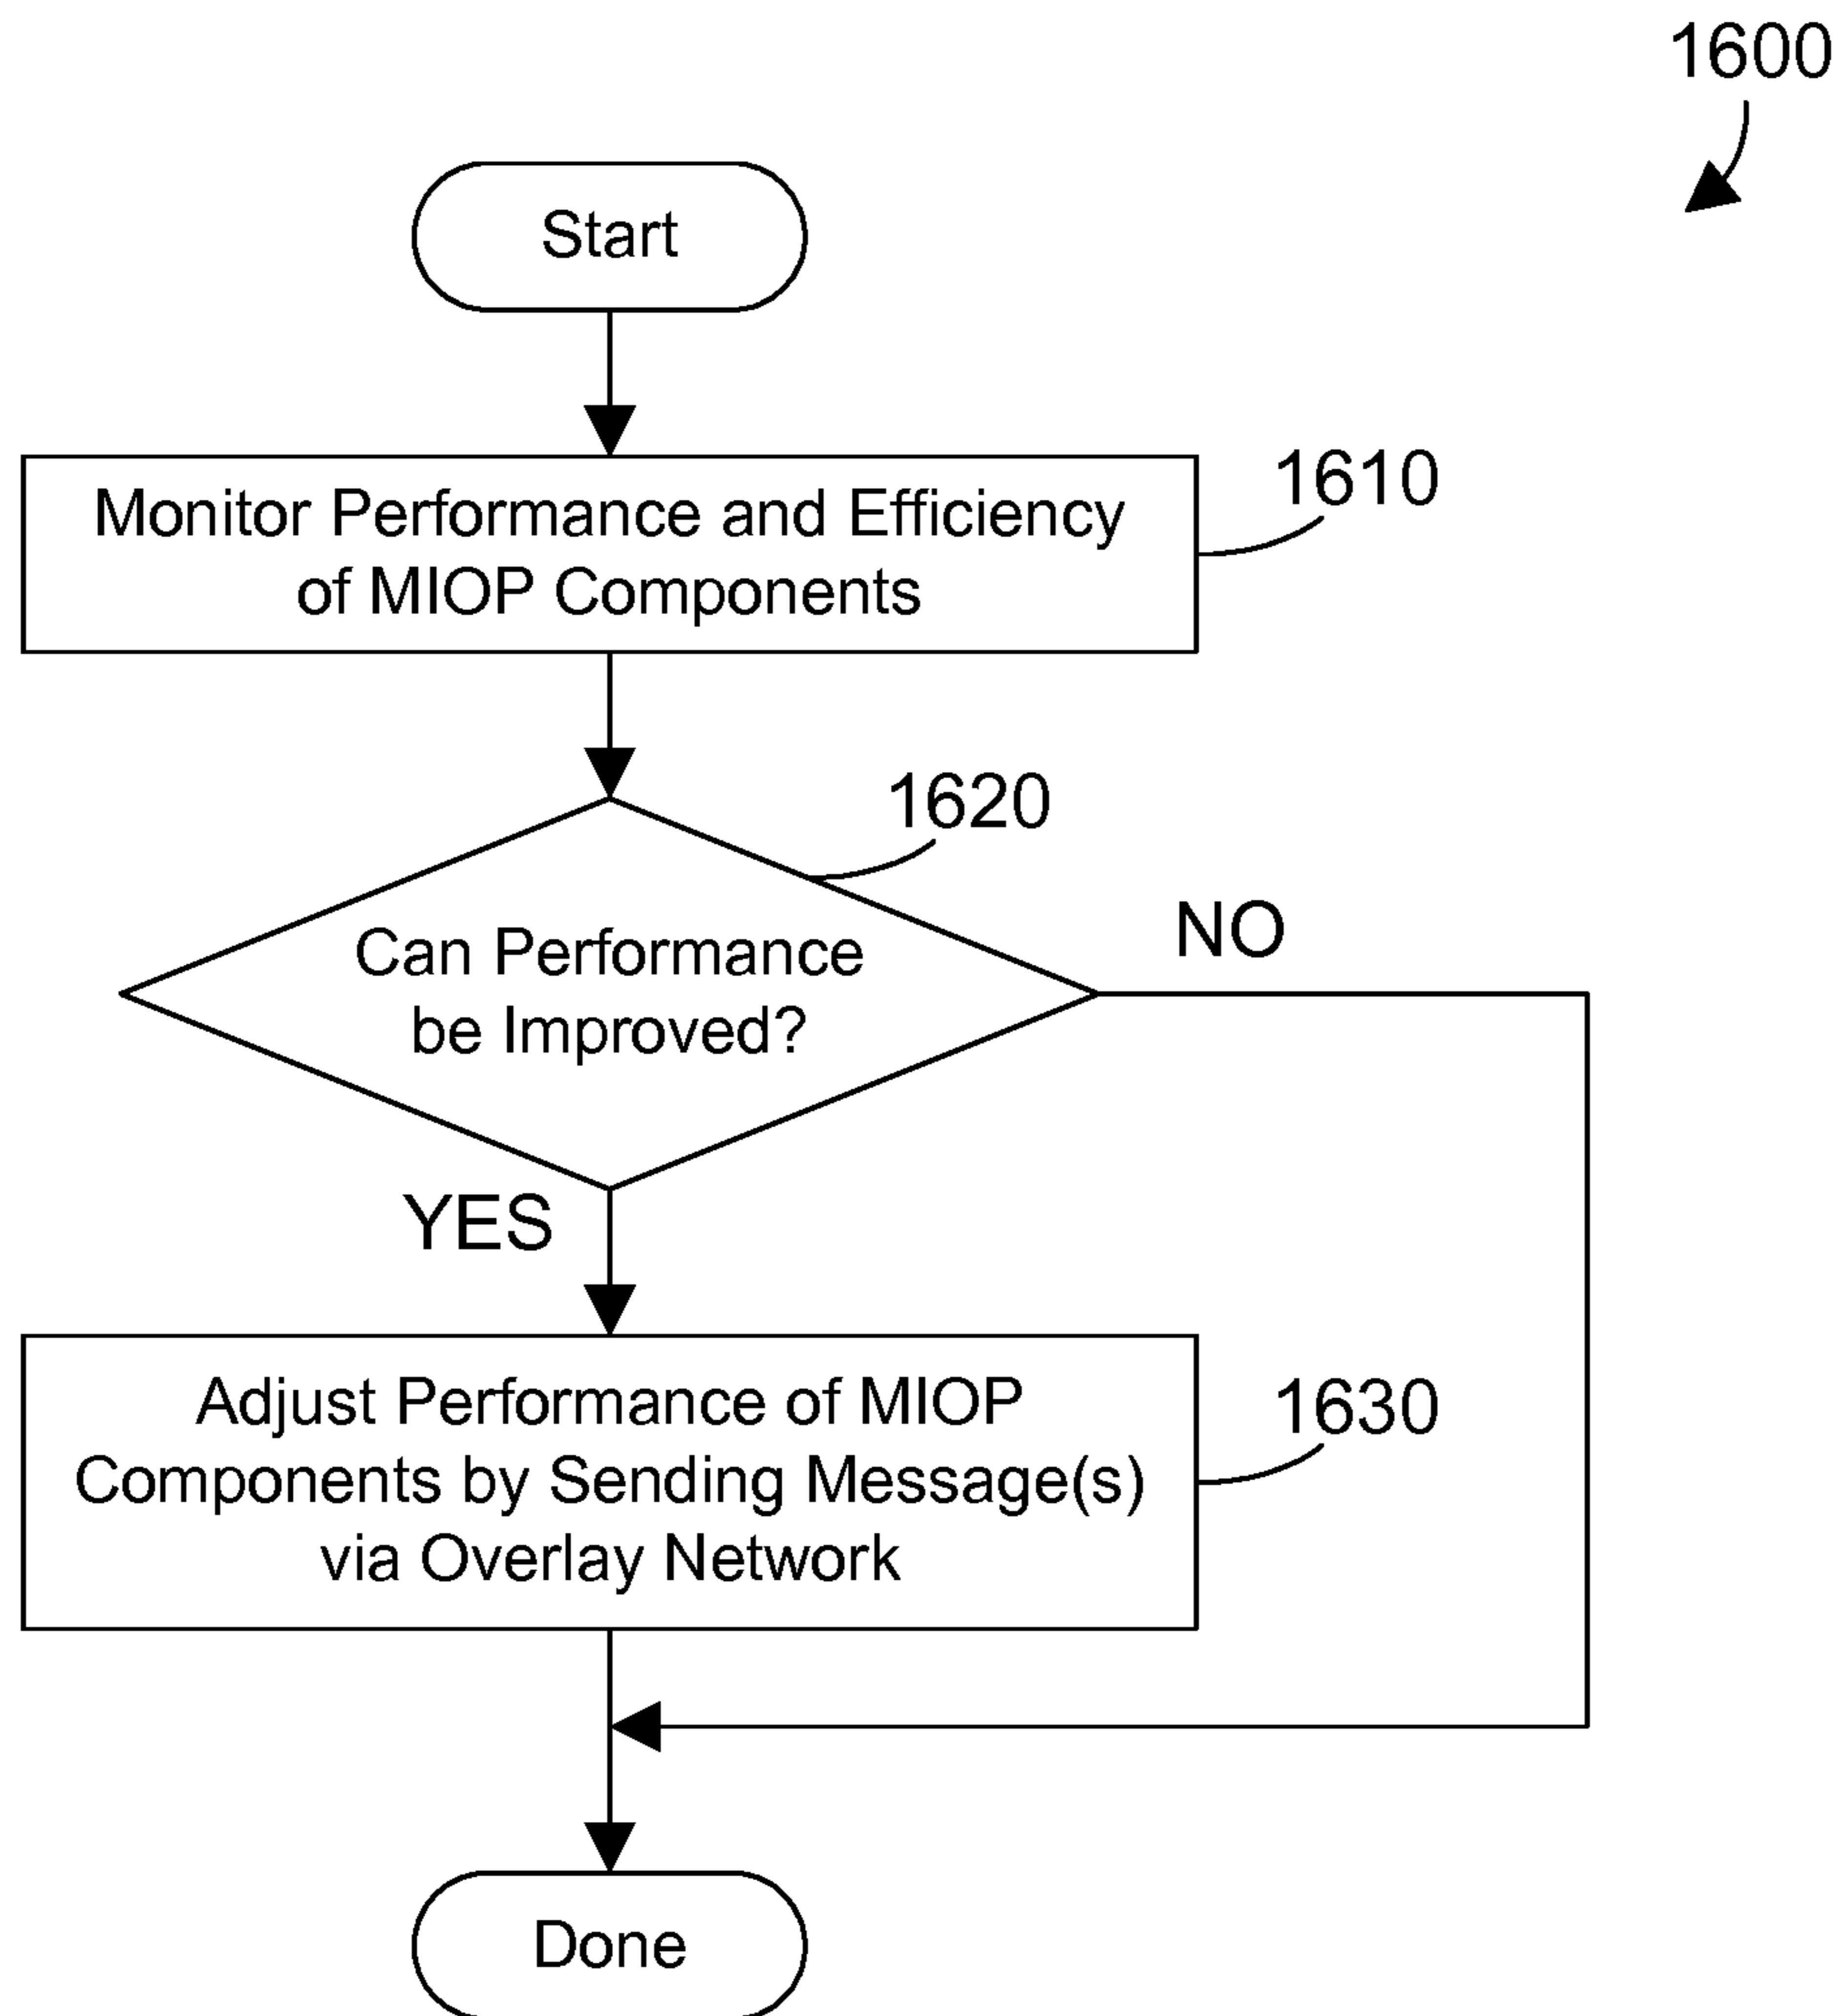 1600
Start
Monitor Performance and Efficiency
of MIOP Components
1610
1620
Can Performance
be Improved?
NO
YES
Adjust Performance of MIOP
Components by Sending Message(s)
via Overlay Network
1630
Done